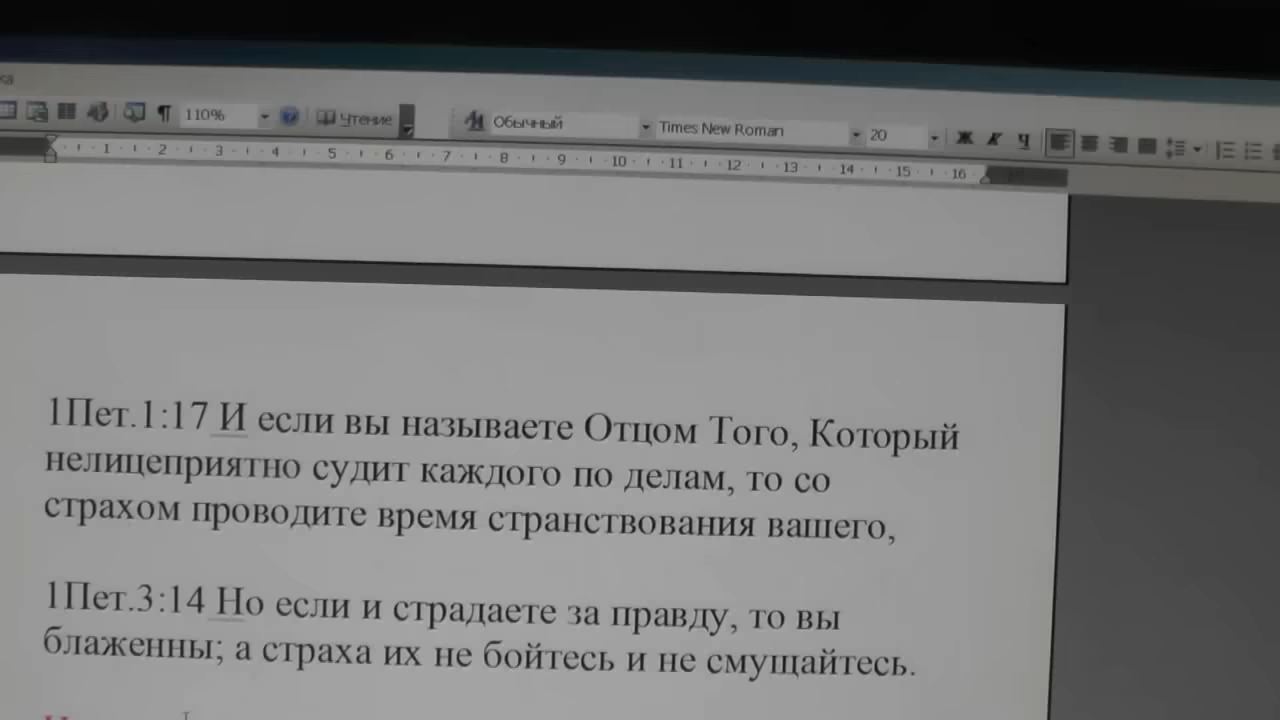 110%
Чтение
Обычный
Times New Roman
20
Ж К Ч
1 2 3 4 5 6 7 8 9 10 11 12 13 14 15 16
1Пет.1:17 И если вы называете Отцом Того, Который
нелицеприятно судит каждого по делам, то со
страхом проводите время странствования вашего,
1Пет.3:14 Но если и страдаете за правду, то вы
блаженны; а страха их не бойтесь и не смущайтесь.